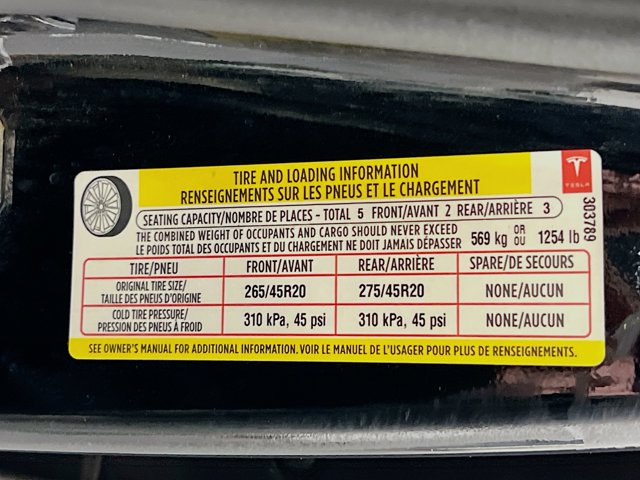 TIRE AND LOADING INFORMATION
RENSEIGNEMENTS SUR LES PNEUS ET LE CHARGEMENT
TESLA
SEATING CAPACITY/NOMBRE DE PLACES - TOTAL 5 FRONT/AVANT 2 REAR/ARRIÈRE 3
THE COMBINED WEIGHT OF OCCUPANTS AND CARGO SHOULD NEVER EXCEED
LE POIDS TOTAL DES OCCUPANTS ET DU CHARGEMENT NE DOIT JAMAIS DÉPASSER
569 kg OR OU 1254 lb
303789
TIRE/PNEU FRONT/AVANT REAR/ARRIÈRE SPARE/DE SECOURS
ORIGINAL TIRE SIZE/
TAILLE DES PNEUS D'ORIGINE
265/45R20 275/45R20 NONE/AUCUN
COLD TIRE PRESSURE/
PRESSION DES PNEUS À FROID
310 kPa, 45 psi 310 kPa, 45 psi NONE/AUCUN
SEE OWNER'S MANUAL FOR ADDITIONAL INFORMATION. VOIR LE MANUEL DE L'USAGER POUR PLUS DE RENSEIGNEMENTS.